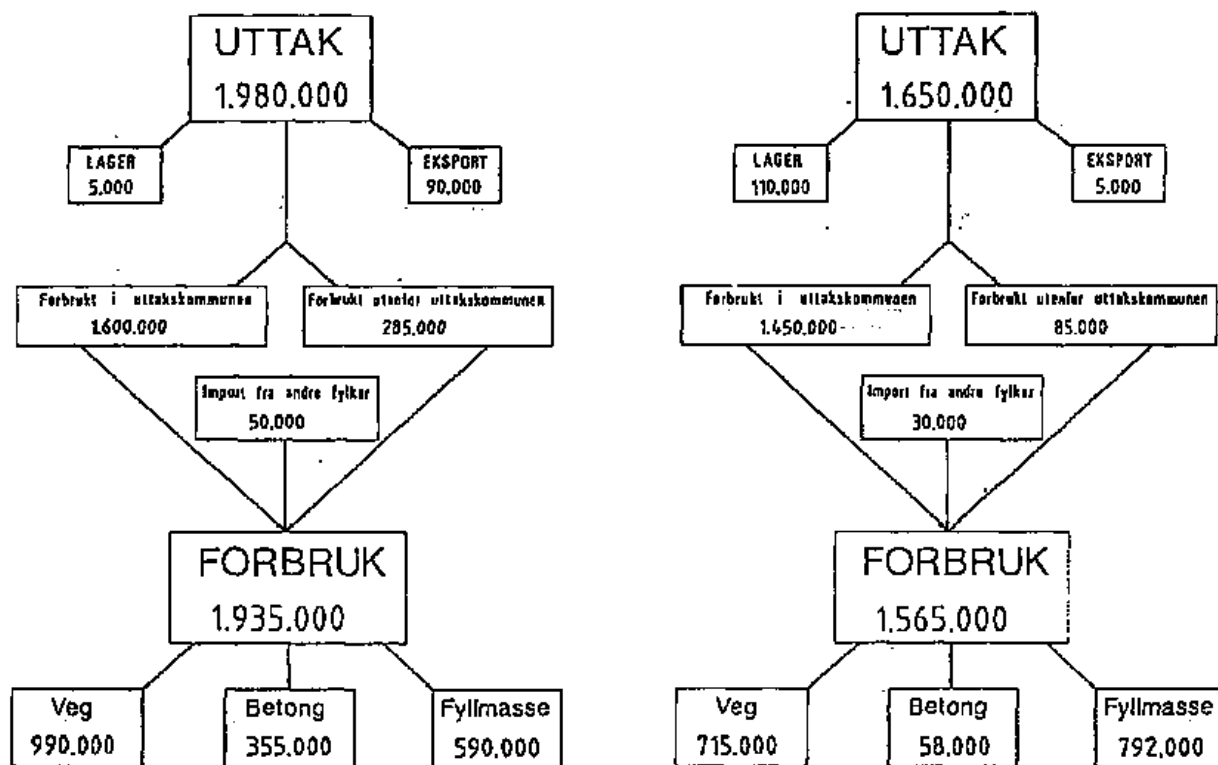 UTTAK
1.980.000
LAGER
5.000
EKSPORT
90.000
Forbrukt i uttakskommunen
1.600.000
Forbrukt utenfor uttakskommunen
285.000
Import fra andre fylker
50.000
FORBRUK
1.935.000
Veg
990.000
Betong
355.000
Fyllmasse
590.000
UTTAK
1.650.000
LAGER
110.000
EKSPORT
5.000
Forbrukt i uttakskommunen
1.450.000
Forbrukt utenfor uttakskommunen
85.000
Import fra andre fylker
30.000
FORBRUK
1.565.000
Veg
715.000
Betong
58.000
Fyllmasse
792.000